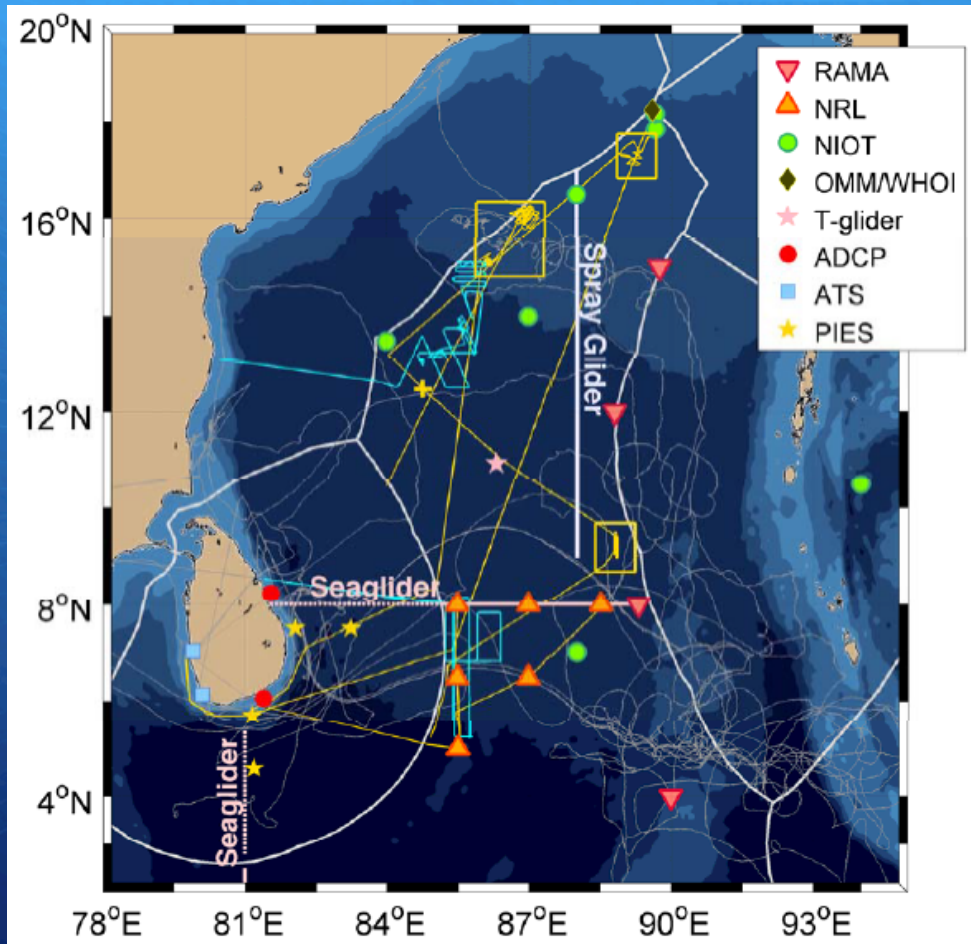 20°N
16°N
12°N
8°N
4°N
78°E
81°E
84°E
87°E
90°E
93°E
RAMA
NRL
NIOT
OMM/WHOI
T-glider
ADCP
ATS
PIES
Spray Glider
Seaglider
Seaglider